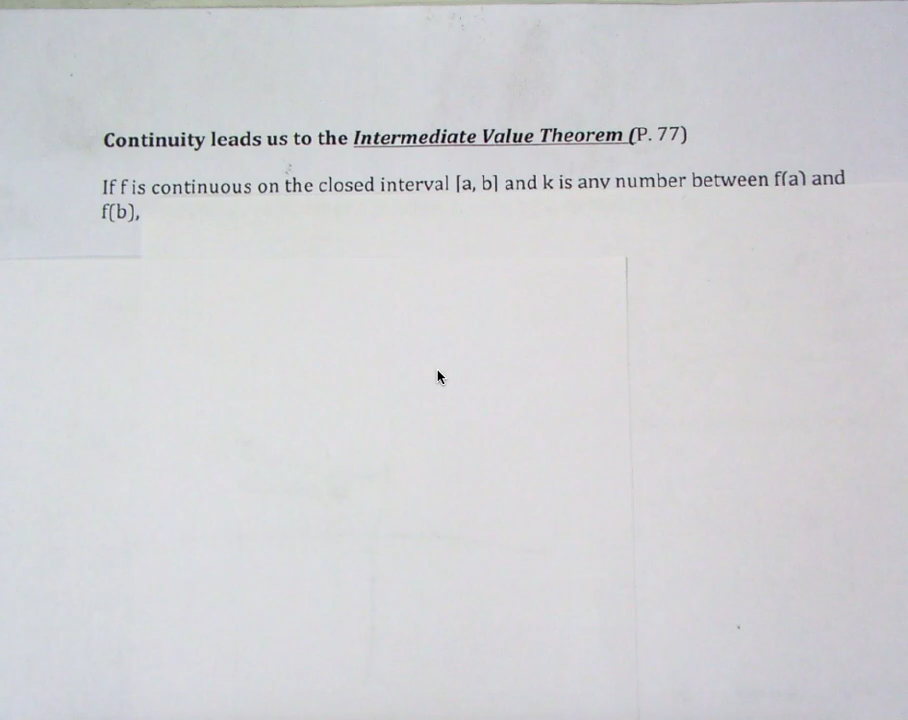 Continuity leads us to the Intermediate Value Theorem (P. 77)
If f is continuous on the closed interval [a, b] and k is any number between f(a) and
f(b),